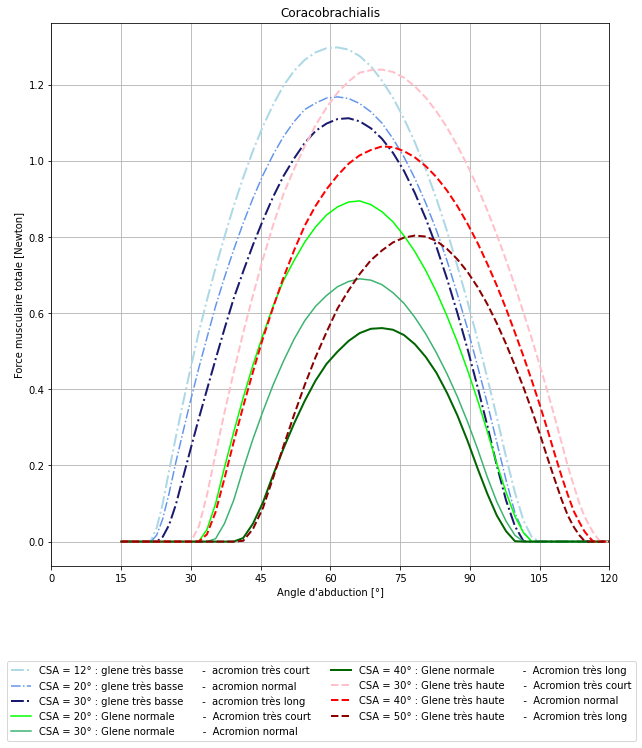 Coracobrachialis
Force musculaire totale [Newton]
1.2
1.0
0.8
0.6
0.4
0.2
0.0
0 15 30 45 60 75 90 105 120
Angle d'abduction [°]
CSA = 12° : glene très basse - acromion très court
CSA = 20° : glene très basse - acromion normal
CSA = 30° : glene très basse - acromion très long
CSA = 20° : Glene normale - Acromion très court
CSA = 30° : Glene normale - Acromion normal
CSA = 40° : Glene normale - Acromion très long
CSA = 30° : Glene très haute - Acromion très court
CSA = 40° : Glene très haute - Acromion normal
CSA = 50° : Glene très haute - Acromion très long